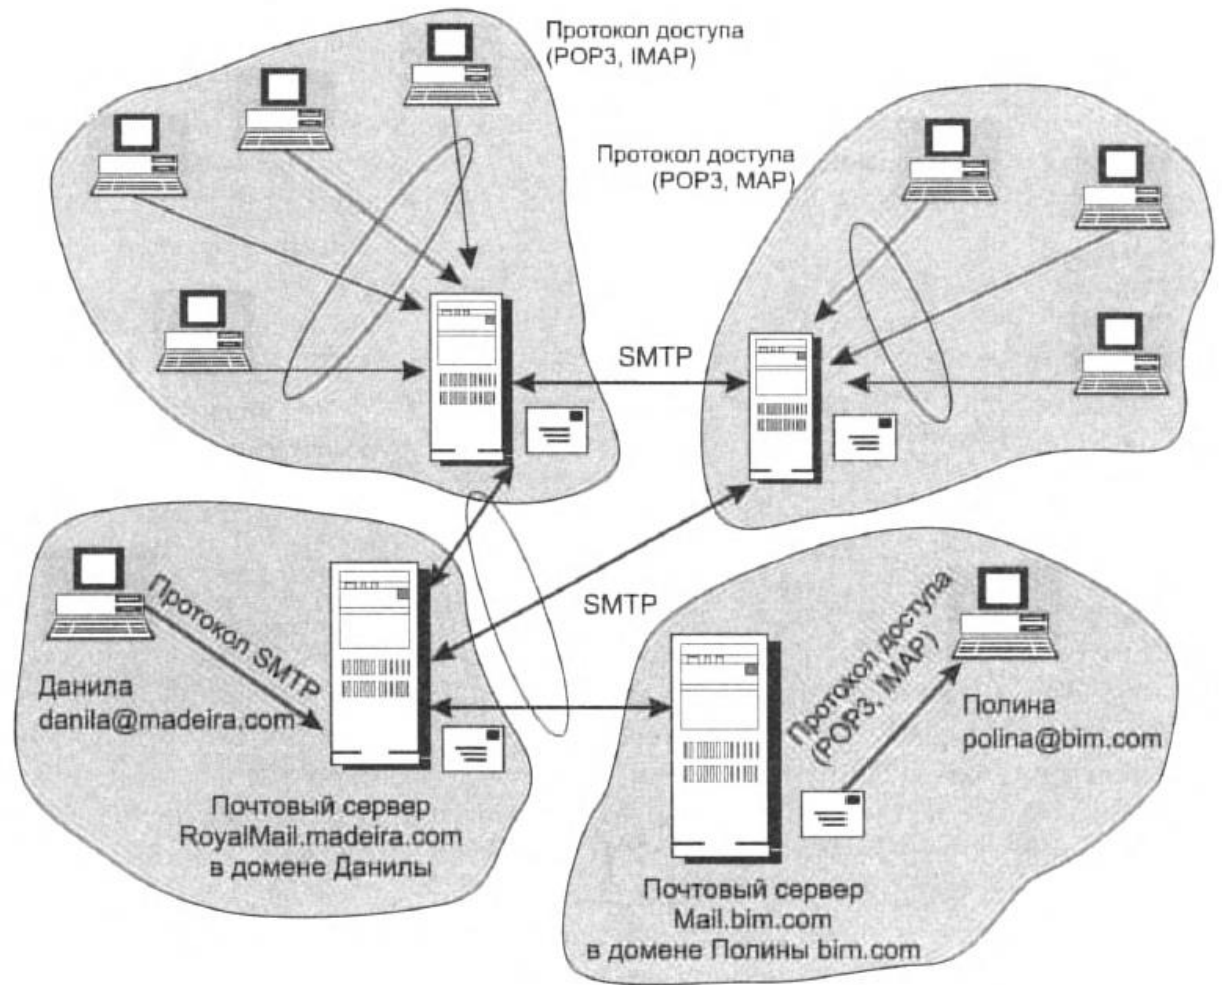 Протокол доступа
(POP3, IMAP)
Протокол доступа
(POP3, MAP)
SMTP
SMTP
Протокол SMTP
Данила
danila@madeira.com
Почтовый сервер
RoyalMail.madeira.com
в домене Данилы
Протокол доступа
(POP3, IMAP)
Полина
polina@bim.com
Почтовый сервер
Mail.bim.com
в домене Полины bim.com